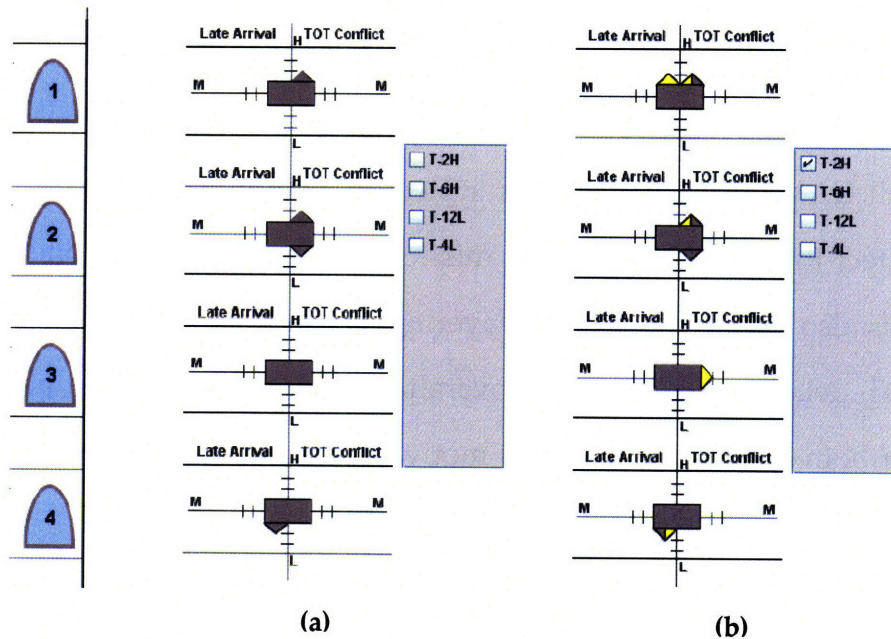 Late Arrival H TOT Conflict
1 M M
L
Late Arrival H TOT Conflict
2 M M
L
Late Arrival H TOT Conflict
3 M M
L
Late Arrival H TOT Conflict
4 M M
L
T-2H
T-6H
T-12L
T-4L
(a)
Late Arrival H TOT Conflict
M M
L
Late Arrival H TOT Conflict
M M
L
Late Arrival H TOT Conflict
M M
L
Late Arrival H TOT Conflict
M M
L
T-2H
T-6H
T-12L
T-4L
(b)